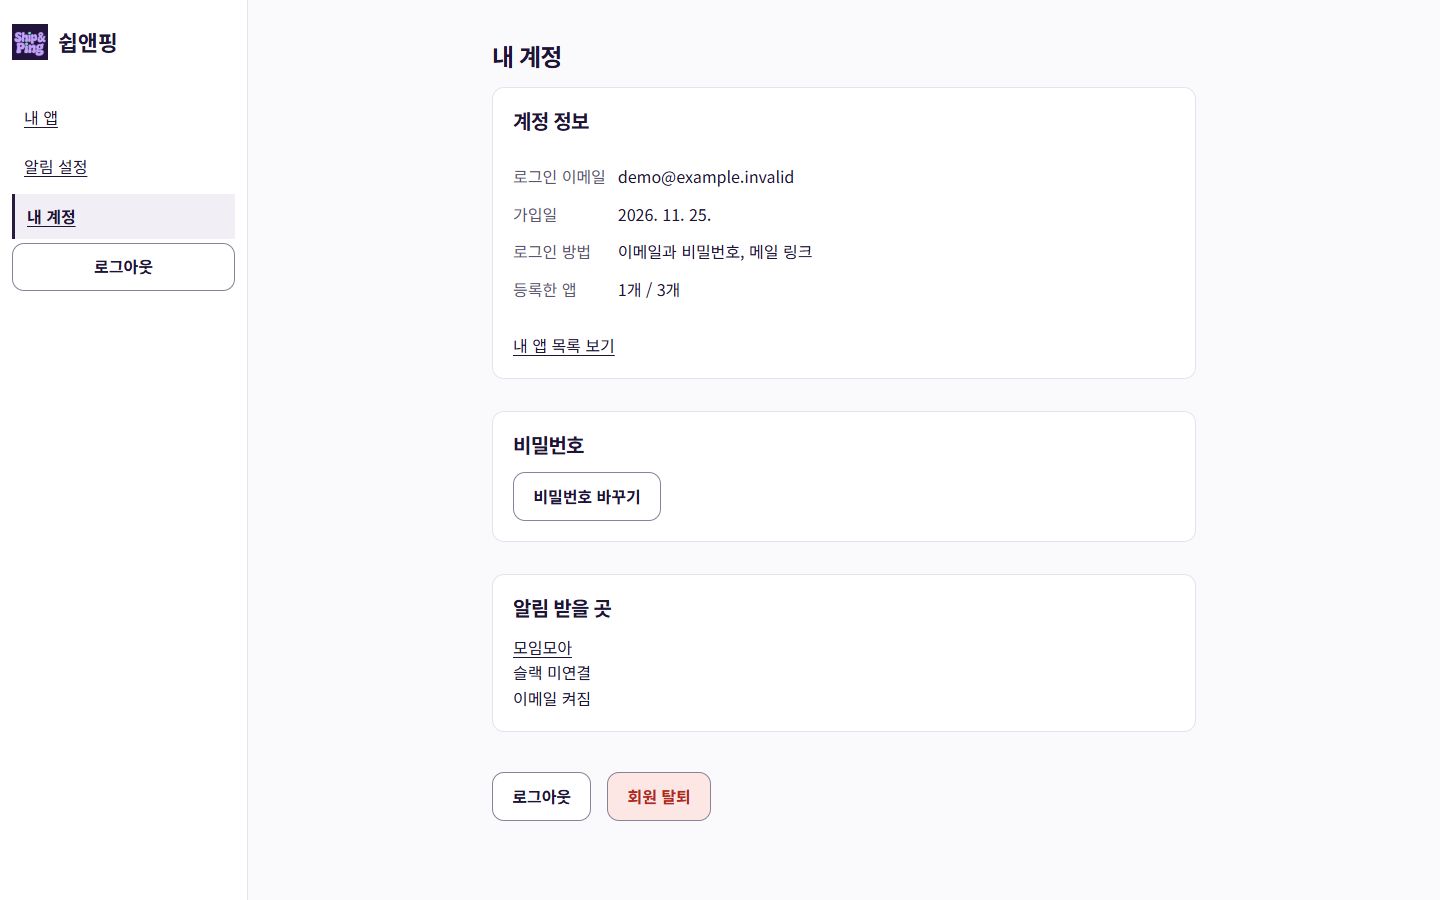 Ship&
Ping
쉽앤핑
내 앱
알림 설정
내 계정
로그아웃
내 계정
계정 정보
로그인 이메일 demo@example.invalid
가입일 2026. 11. 25.
로그인 방법 이메일과 비밀번호, 메일 링크
등록한 앱 1개 / 3개
내 앱 목록 보기
비밀번호
비밀번호 바꾸기
알림 받을 곳
모임모아
슬랙 미연결
이메일 켜짐
로그아웃 회원 탈퇴